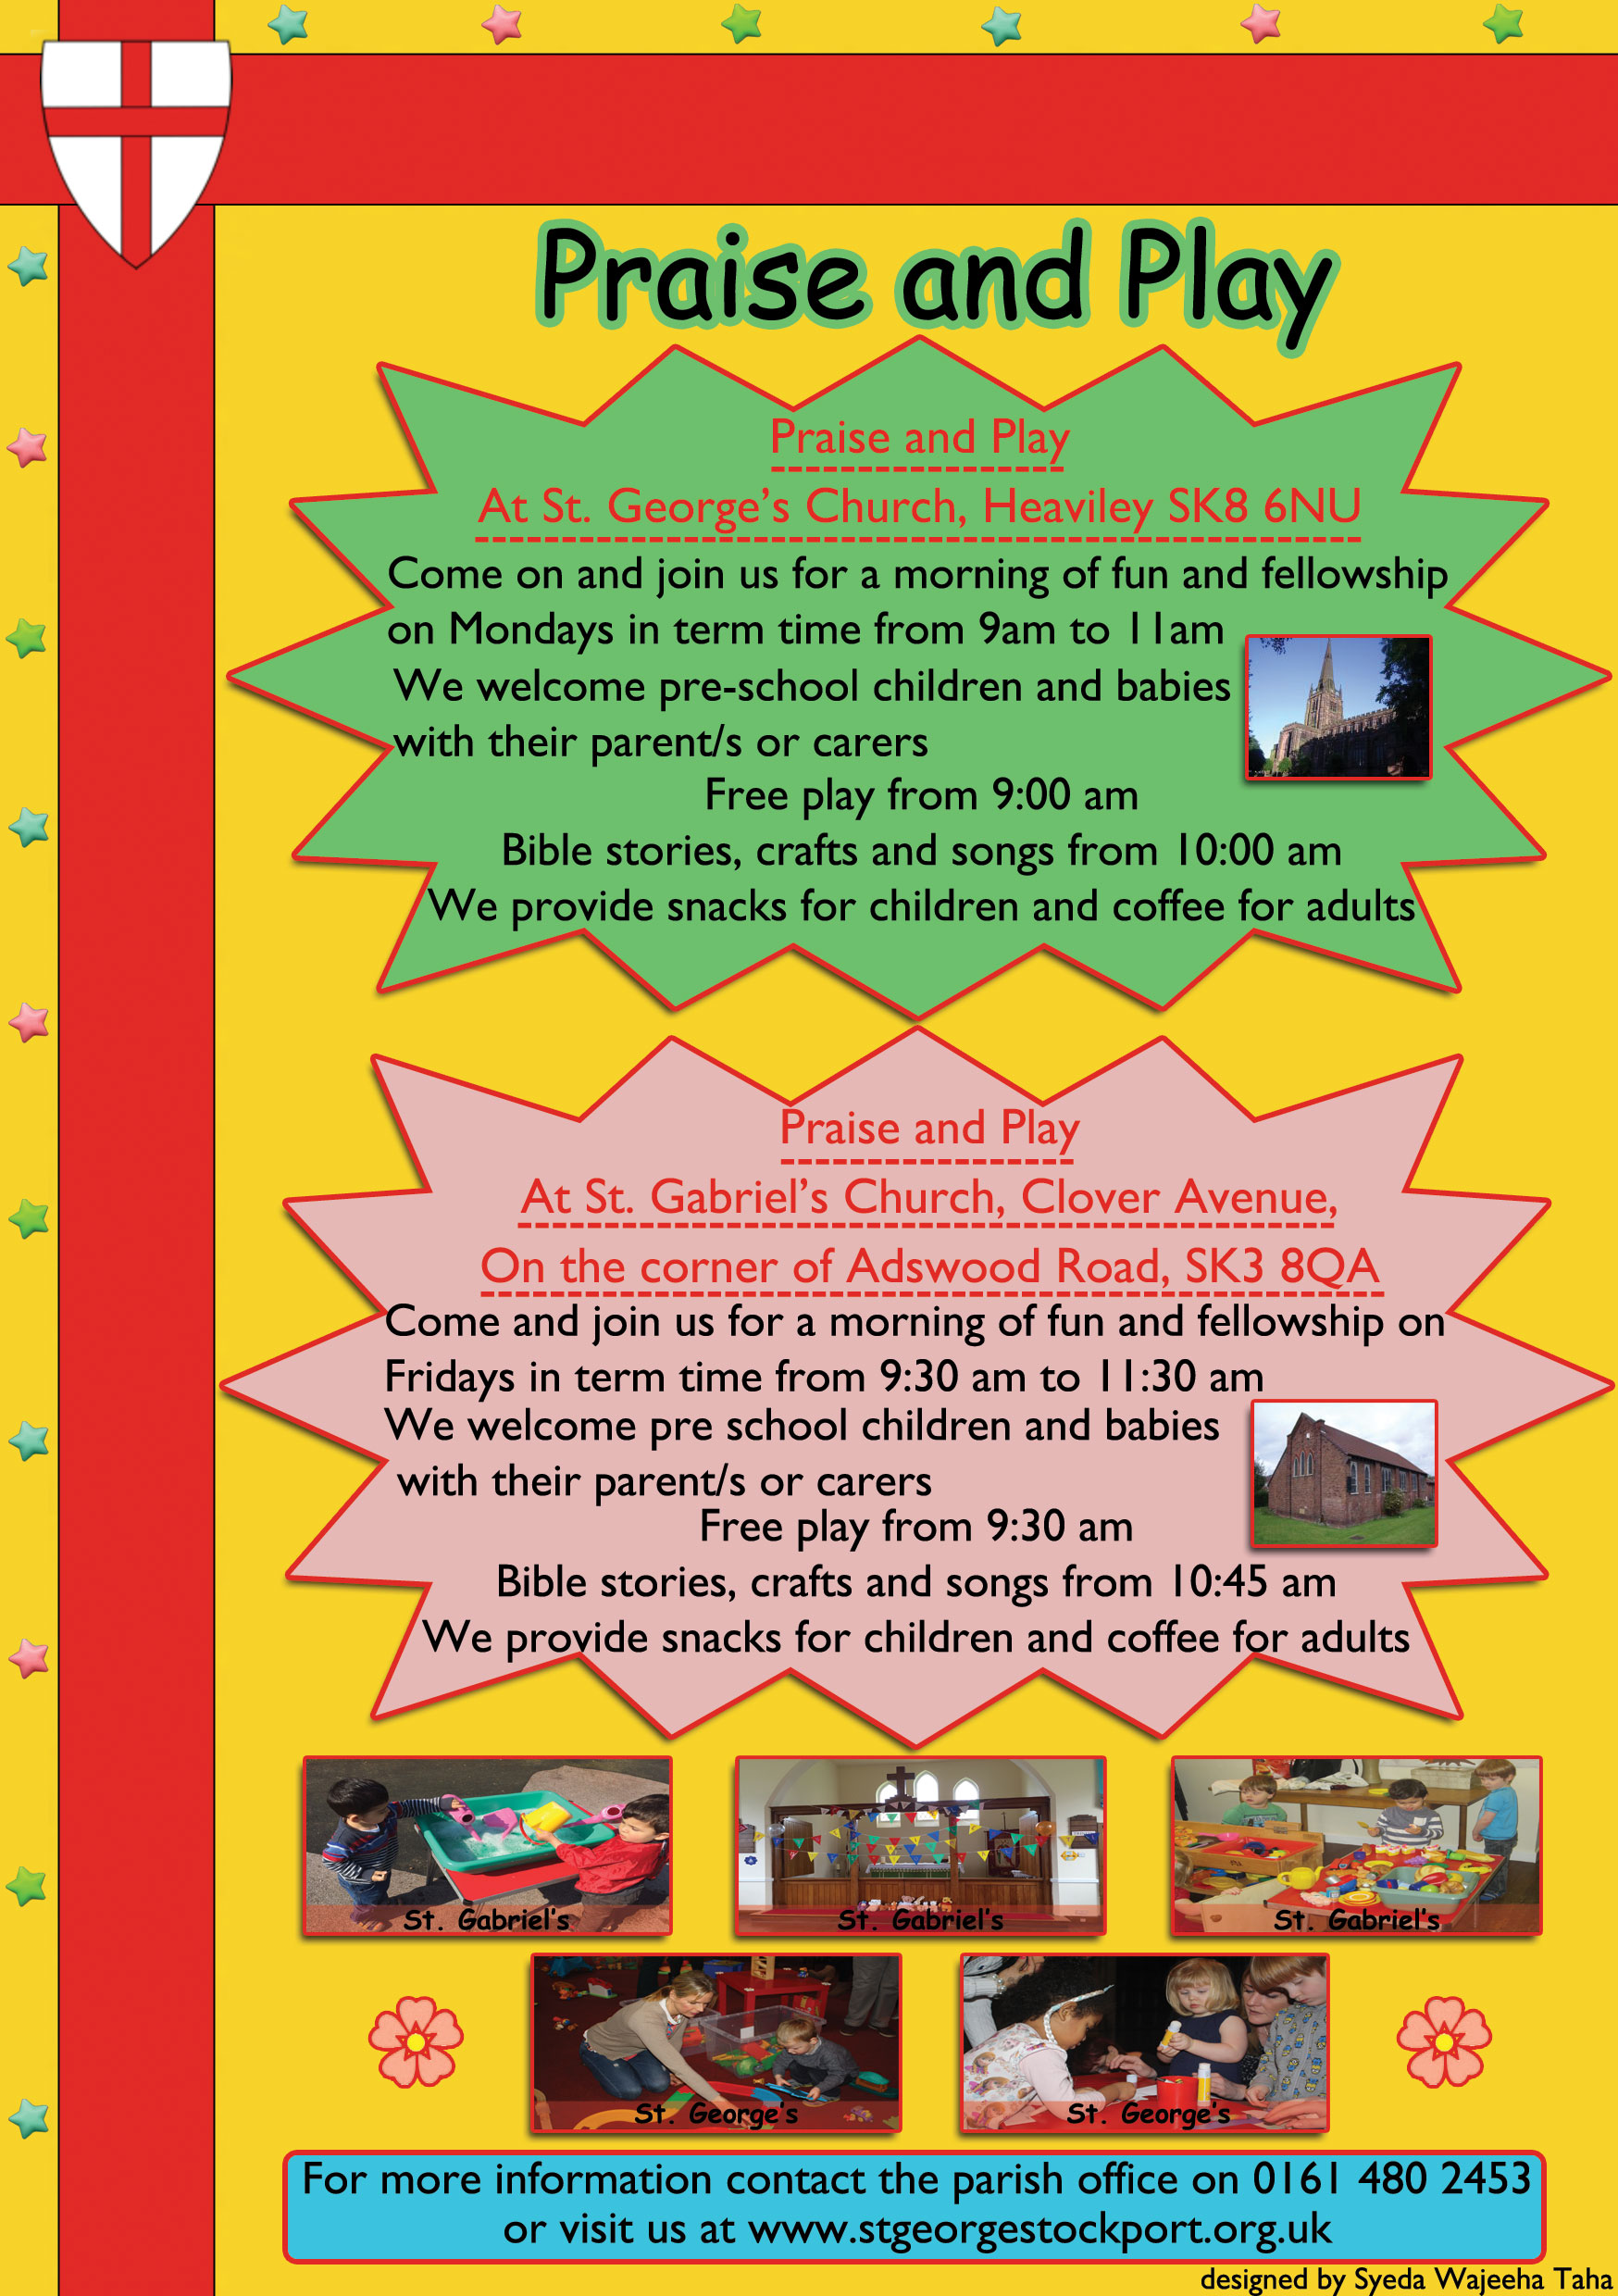 Praise and Play
Praise and Play
At St. George's Church, Heaviley SK8 6NU
Come on and join us for a morning of fun and fellowship
on Mondays in term time from 9am to 11am
We welcome pre-school children and babies
with their parent/s or carers
Free play from 9:00 am
Bible stories, crafts and songs from 10:00 am
We provide snacks for children and coffee for adults
Praise and Play
At St. Gabriel's Church, Clover Avenue,
On the corner of Adswood Road, SK3 8QA
Come and join us for a morning of fun and fellowship on
Fridays in term time from 9:30 am to 11:30 am
We welcome pre school children and babies
with their parent/s or carers
Free play from 9:30 am
Bible stories, crafts and songs from 10:45 am
We provide snacks for children and coffee for adults
St. Gabriel's
St. Gabriel's
St. Gabriel's
St. George's
St. George's
For more information contact the parish office on 0161 480 2453
or visit us at www.stgeorgestockport.org.uk
designed by Syeda Wajeeha Taha